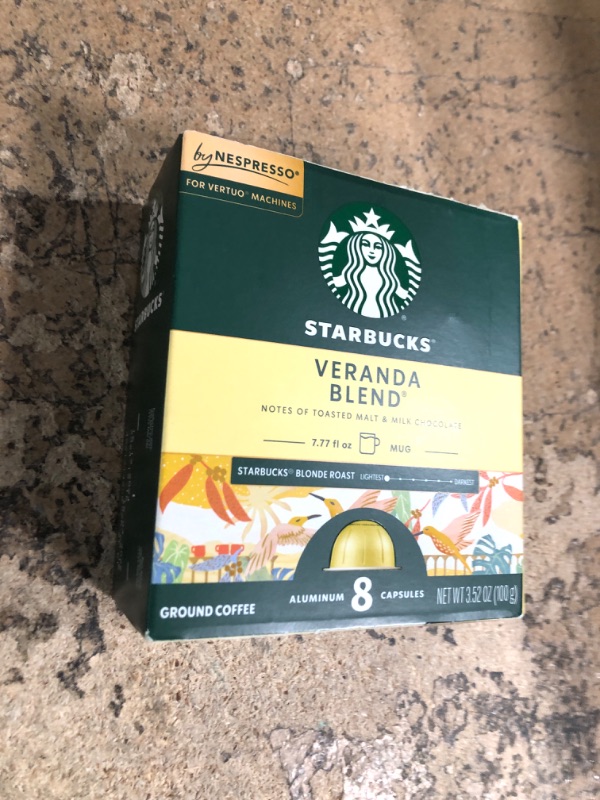 by NESPRESSO®
FOR VERTUO® MACHINES
STARBUCKS®
STARBUCKS
VERANDA
BLEND®
NOTES OF TOASTED MALT & MILK CHOCOLATE
7.77 fl oz MUG
STARBUCKS® BLONDE ROAST LIGHTEST DARKEST
ALUMINUM 8 CAPSULES
GROUND COFFEE
NET WT 3.52 OZ (100 g)